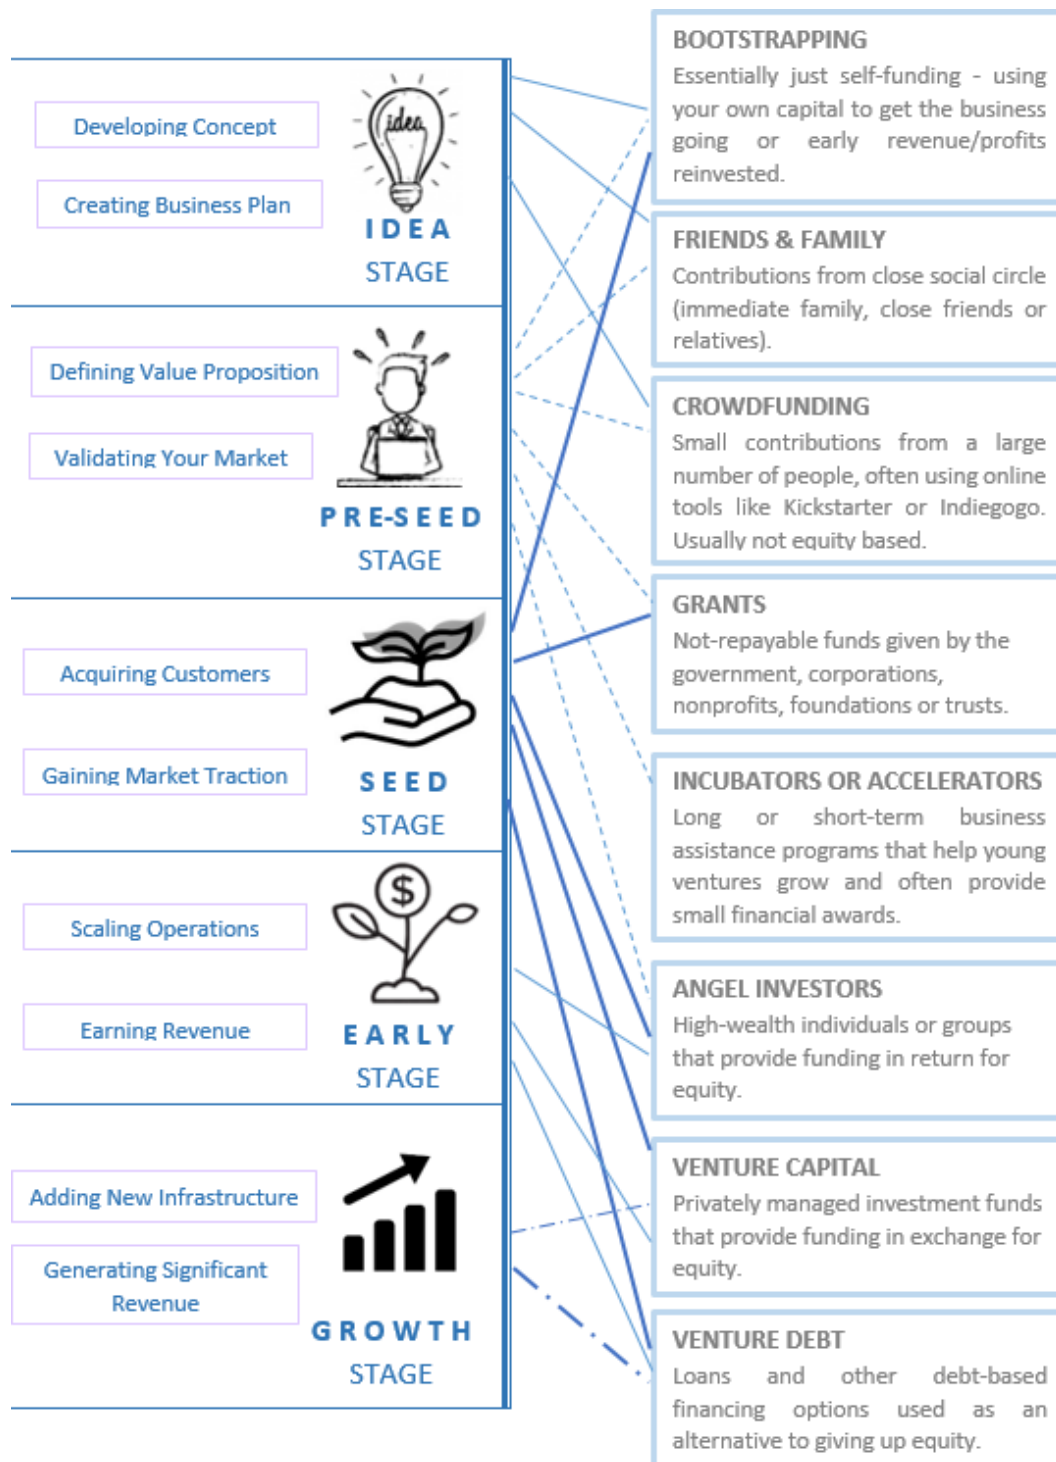 Developing Concept
Creating Business Plan
idea
IDEA
STAGE
Defining Value Proposition
Validating Your Market
PRE-SEED
STAGE
Acquiring Customers
Gaining Market Traction
SEED
STAGE
Scaling Operations
Earning Revenue
$
EARLY
STAGE
Adding New Infrastructure
Generating Significant
Revenue
GROWTH
STAGE
BOOTSTRAPPING
Essentially just self-funding - using
your own capital to get the business
going or early revenue/profits
reinvested.
FRIENDS & FAMILY
Contributions from close social circle
(immediate family, close friends or
relatives).
CROWDFUNDING
Small contributions from a large
number of people, often using online
tools like Kickstarter or Indiegogo.
Usually not equity based.
GRANTS
Not-repayable funds given by the
government, corporations,
nonprofits, foundations or trusts.
INCUBATORS OR ACCELERATORS
Long or short-term business
assistance programs that help young
ventures grow and often provide
small financial awards.
ANGEL INVESTORS
High-wealth individuals or groups
that provide funding in return for
equity.
VENTURE CAPITAL
Privately managed investment funds
that provide funding in exchange for
equity.
VENTURE DEBT
Loans and other debt-based
financing options used as an
alternative to giving up equity.